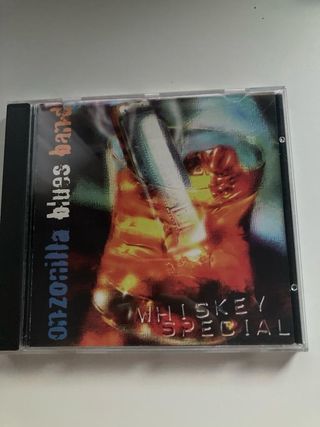 onzonilla blues band
WHISKEY
SPECIAL